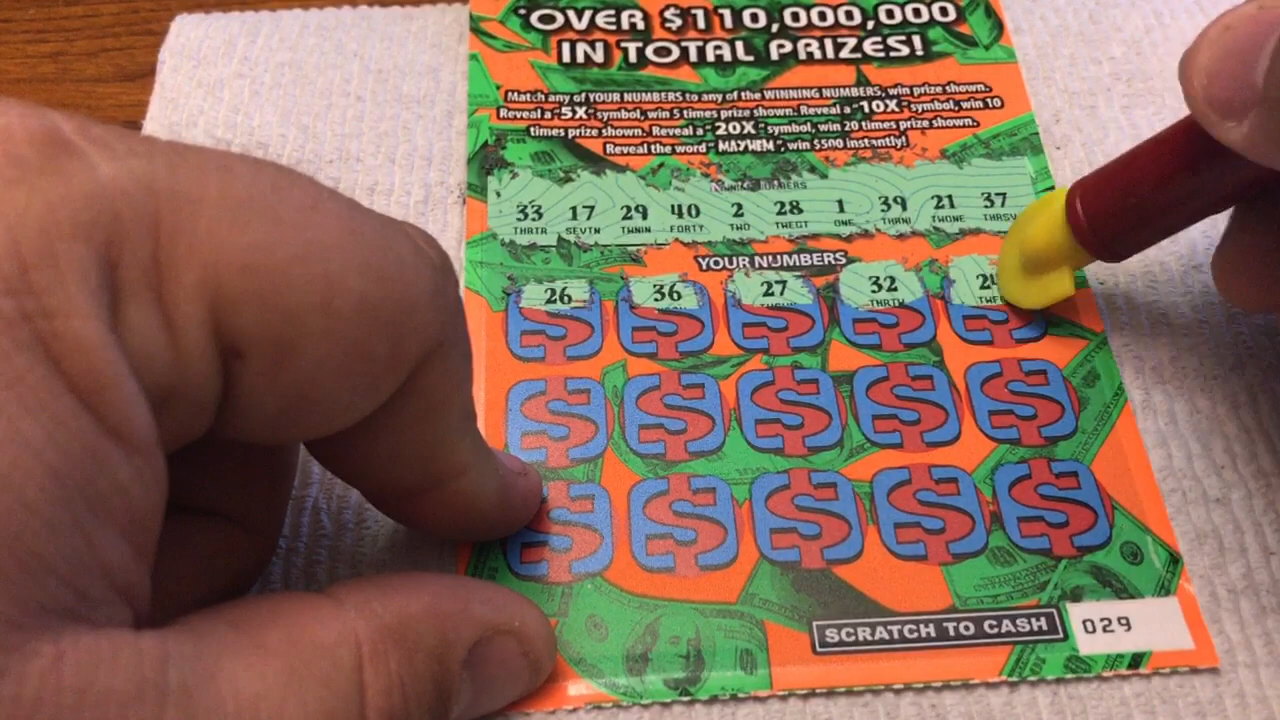 OVER $110,000,000
IN TOTAL PRIZES!
Match any of YOUR NUMBERS to any of the WINNING NUMBERS, win prize shown.
Reveal a "5X" symbol, win 5 times prize shown. Reveal a "10X" symbol, win 10
times prize shown. Reveal a "20X" symbol, win 20 times prize shown.
Reveal the word "MAYHEM", win $500 instantly!
33 17 29 40 2 28 1 39 21 37
THRTR SEVTN TWNIN FORTY TWO TWEGT ONE THRNI TWONE THRSV
YOUR NUMBERS
26 36 27 32
THRTW
$ $ $ $ $
$ $ $ $ $
$ $ $ $ $
SCRATCH TO CASH 029